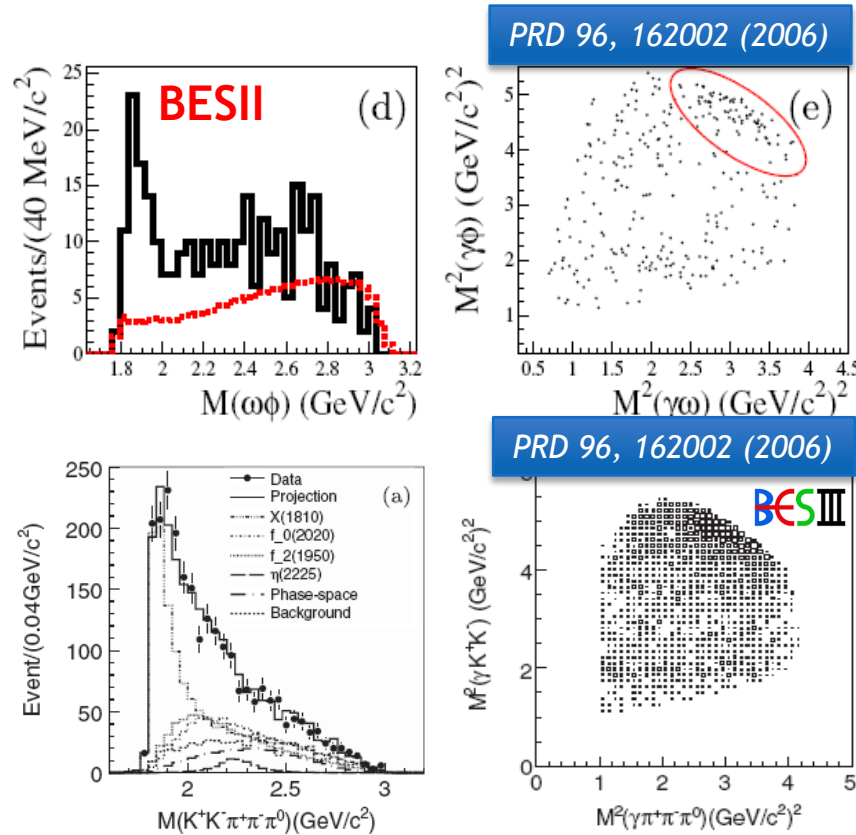 PRD 96, 162002 (2006)
BESII
(d)
Events/(40 MeV/c²)
25
20
15
10
5
0
1.8 2 2.2 2.4 2.6 2.8 3 3.2
M(ωϕ) (GeV/c²)
(e)
M²(γϕ) (GeV/c²)²
5
4
3
2
1
0.5 1 1.5 2 2.5 3 3.5 4 4.5
M²(γω) (GeV/c²)²
PRD 96, 162002 (2006)
(a)
Event/(0.04GeV/c²)
250
200
150
100
50
0
Data
Projection
X(1810)
f_0(2020)
f_2(1950)
η(2225)
Phase-space
Background
2 2.5 3
M(K⁺K⁻π⁺π⁻π⁰)(GeV/c²)
BESIII
M²(γK⁺K⁻) (GeV/c²)²
4
2
0
0 1 2 3 4 5
M²(γπ⁺π⁻π⁰)(GeV/c²)²